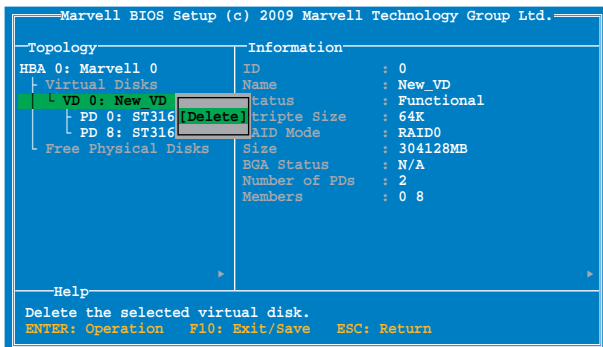 Marvell BIOS Setup (c) 2009 Marvell Technology Group Ltd.
Topology
HBA 0: Marvell 0
Virtual Disks
VD 0: New_VD
PD 0: ST316
PD 8: ST316
Free Physical Disks
[Delete]
Information
ID : 0
Name : New_VD
tatus : Functional
tripte Size : 64K
AID Mode : RAID0
Size : 304128MB
BGA Status : N/A
Number of PDs : 2
Members : 0 8
Help
Delete the selected virtual disk.
ENTER: Operation F10: Exit/Save ESC: Return